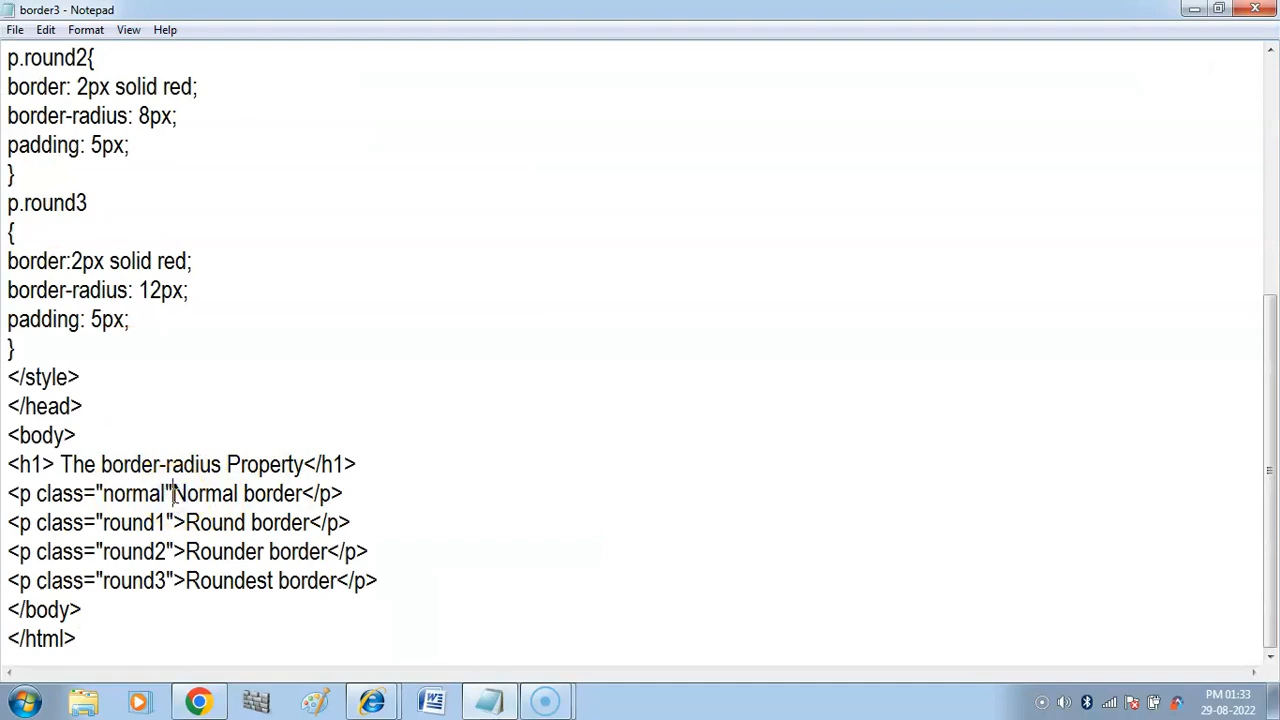 border3 - Notepad
File Edit Format View Help
p.round2{
border: 2px solid red;
border-radius: 8px;
padding: 5px;
}
p.round3
{
border:2px solid red;
border-radius: 12px;
padding: 5px;
}
</style>
</head>
<body>
<h1> The border-radius Property</h1>
<p class="normal"Normal border</p>
<p class="round1">Round border</p>
<p class="round2">Rounder border</p>
<p class="round3">Roundest border</p>
</body>
</html>
PM 01:33
29-08-2022